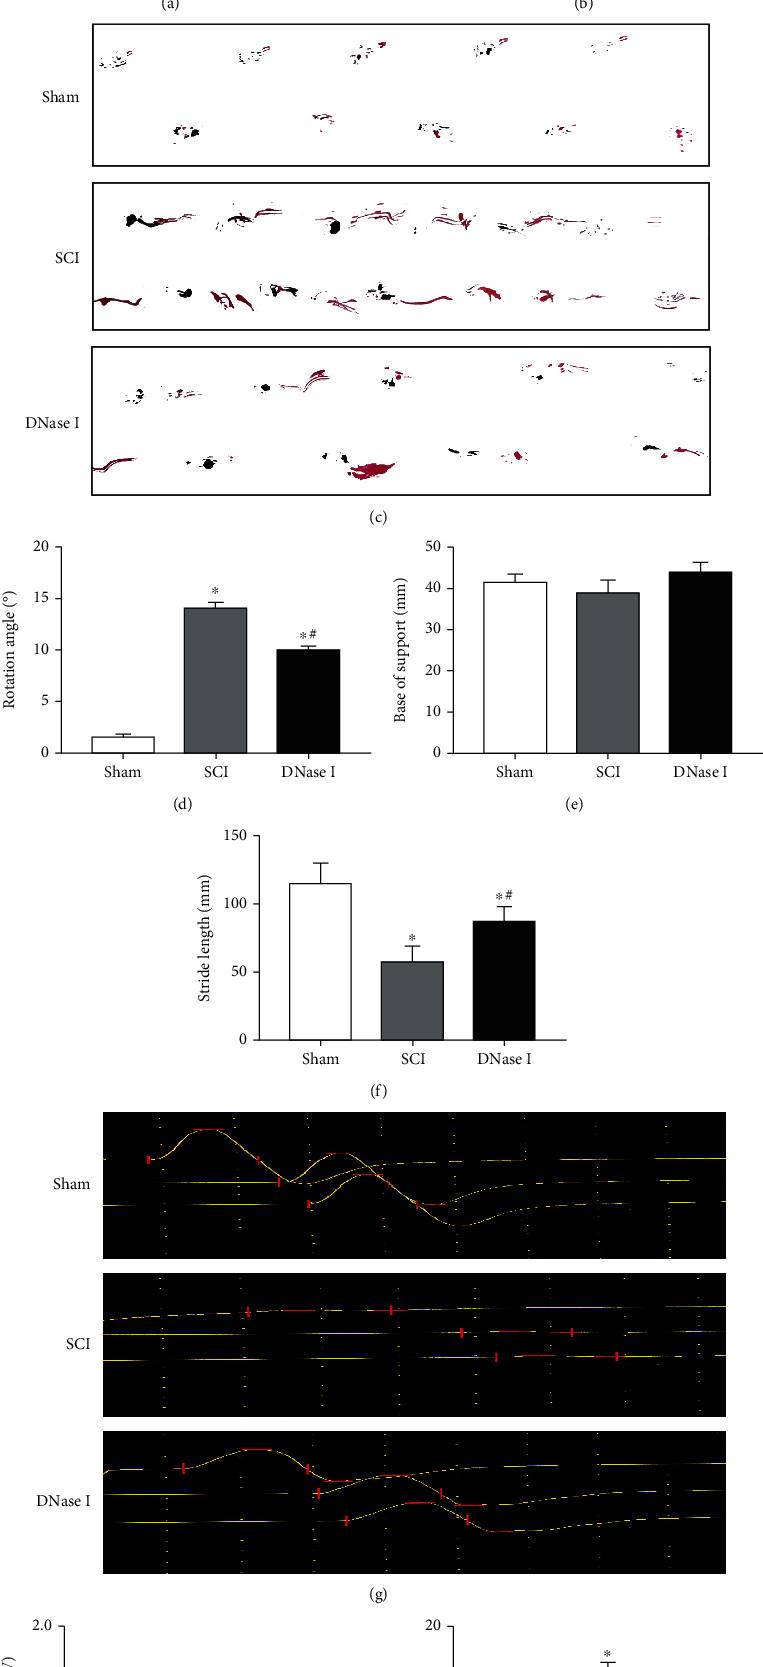 (a) (b)
Sham
SCI
DNase I
(c)
20
15
10
5
0
Rotation angle (°)
*
*#
Sham SCI DNase I
(d)
50
40
30
20
10
0
Base of support (mm)
Sham SCI DNase I
(e)
150
100
50
0
Stride length (mm)
*
*#
Sham SCI DNase I
(f)
Sham
SCI
DNase I
(g)
2.0
20
*